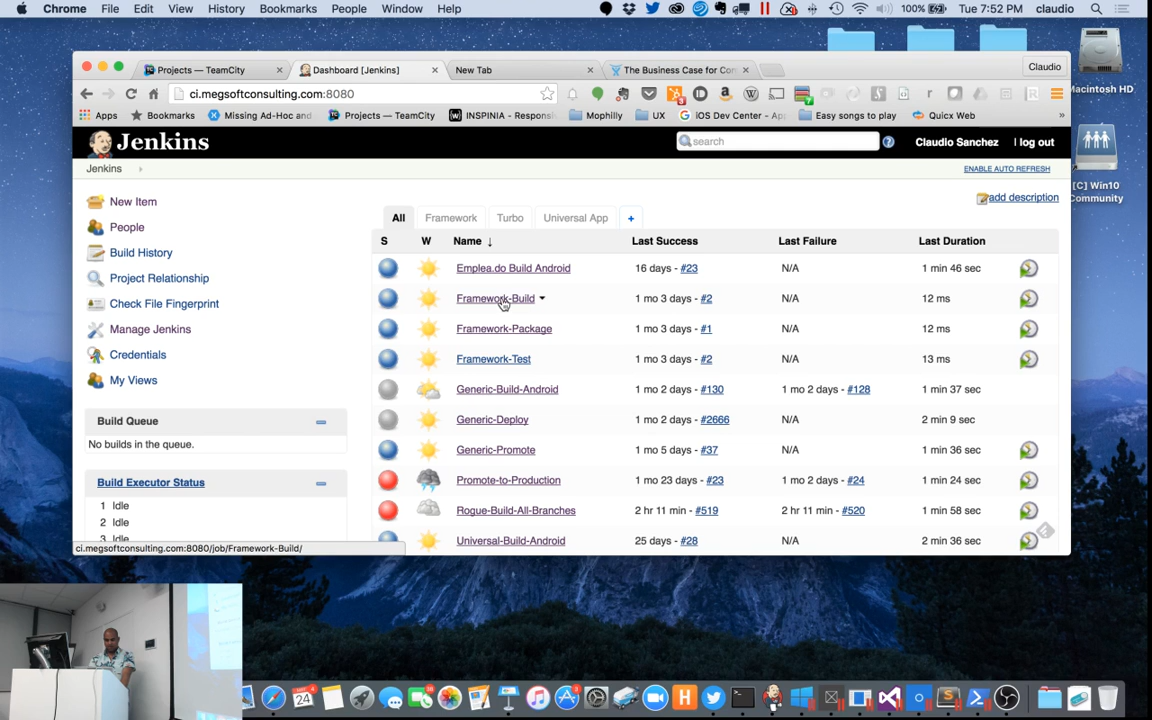 Chrome File Edit View History Bookmarks People Window Help 100% Tue 7:52 PM claudio
Projects — TeamCity Dashboard [Jenkins] New Tab The Business Case for Con Claudio
ci.megsoftconsulting.com:8080
Apps Bookmarks Missing Ad-Hoc and Projects — TeamCity INSPINIA - Respons Mophilly UX iOS Dev Center - App Easy songs to play Quicx Web »
Macintosh HD
Jenkins search Claudio Sanchez | log out
Jenkins ENABLE AUTO REFRESH
[C] Win10 Community
add description
New Item
People
Build History
Project Relationship
Check File Fingerprint
Manage Jenkins
Credentials
My Views
Build Queue
No builds in the queue.
Build Executor Status
1 Idle
2 Idle
3 Idle
All Framework Turbo Universal App +
S W Name ↓ Last Success Last Failure Last Duration
Emplea.do Build Android 16 days - #23 N/A 1 min 46 sec
Framework-Build 1 mo 3 days - #2 N/A 12 ms
Framework-Package 1 mo 3 days - #1 N/A 12 ms
Framework-Test 1 mo 3 days - #2 N/A 13 ms
Generic-Build-Android 1 mo 2 days - #130 1 mo 2 days - #128 1 min 37 sec
Generic-Deploy 1 mo 2 days - #2666 N/A 2 min 9 sec
Generic-Promote 1 mo 5 days - #37 N/A 1 min 36 sec
Promote-to-Production 1 mo 23 days - #23 1 mo 2 days - #24 1 min 24 sec
Rogue-Build-All-Branches 2 hr 11 min - #519 2 hr 11 min - #520 1 min 58 sec
Universal-Build-Android 25 days - #28 N/A 2 min 36 sec
ci.megsoftconsulting.com:8080/job/Framework-Build/
24